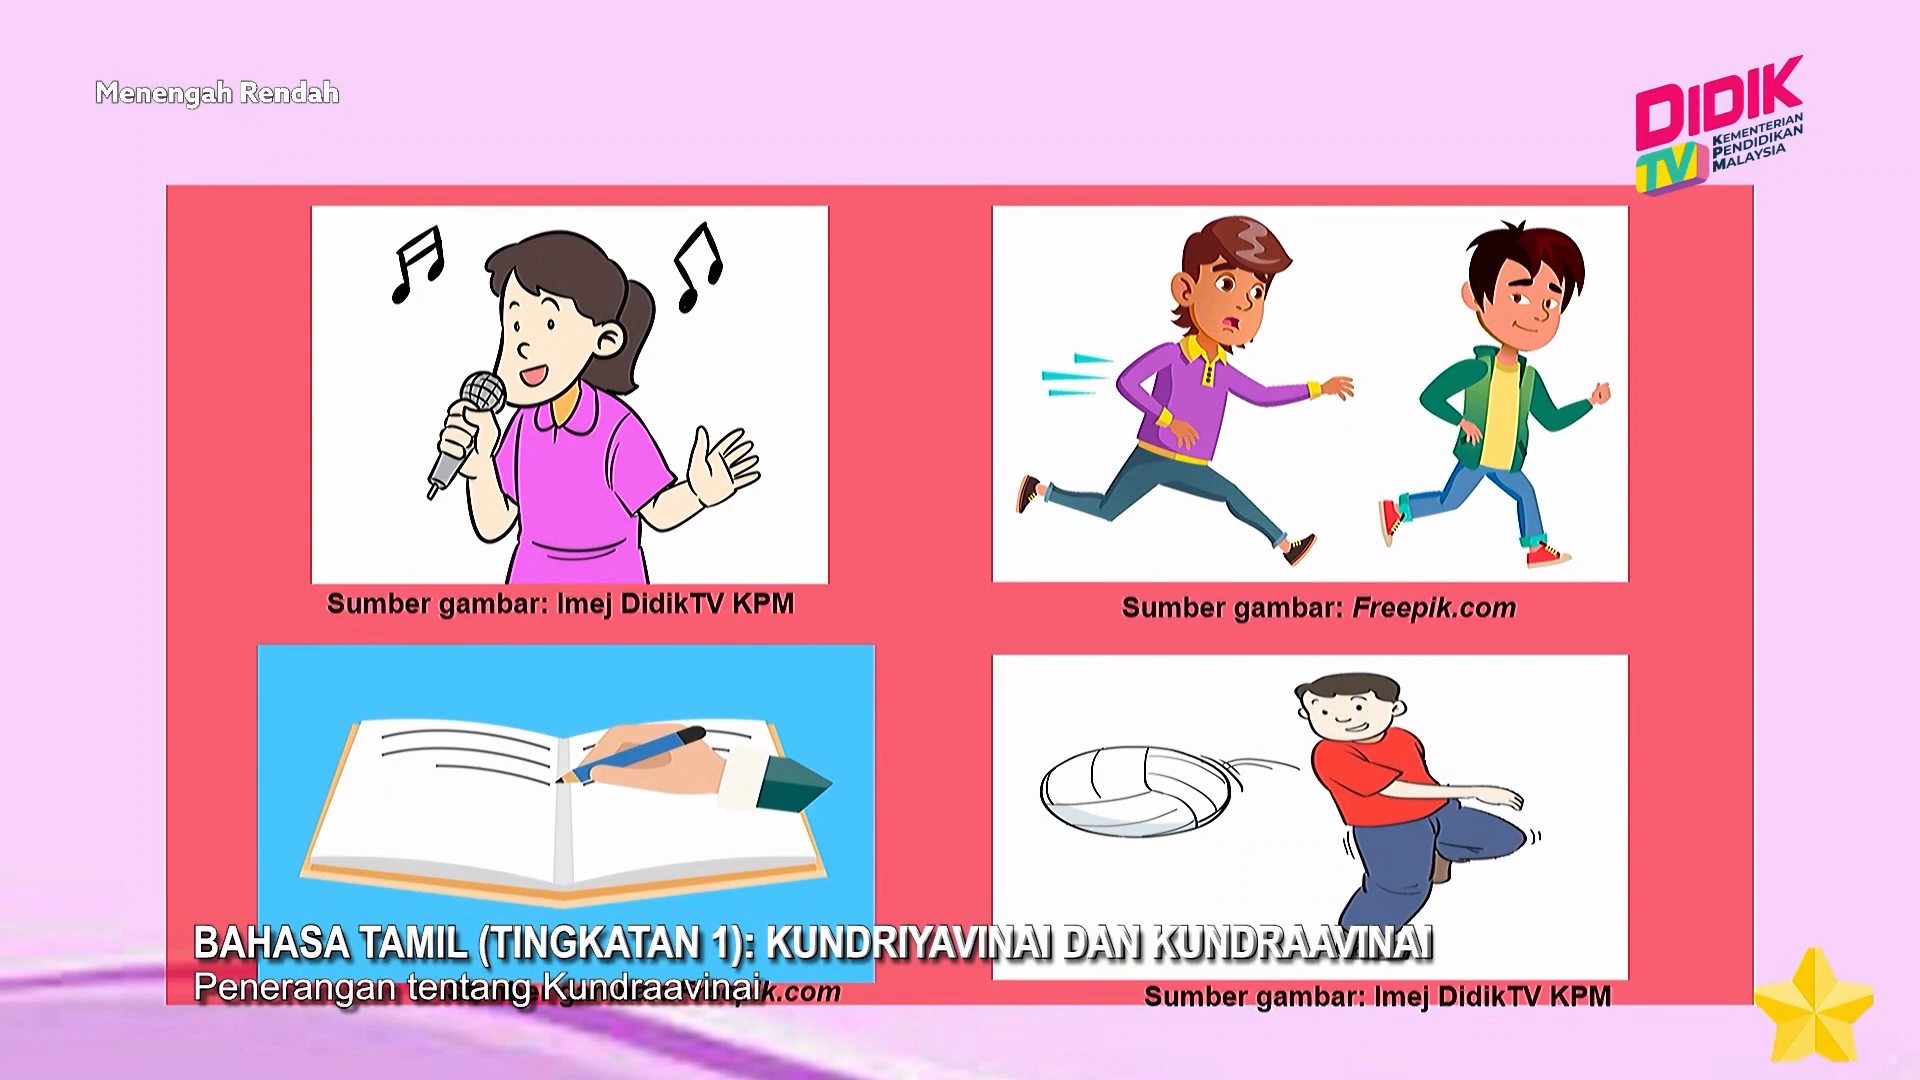 Menengah Rendah
DIDIK
TV
KEMENTERIAN
PENDIDIKAN
MALAYSIA
Sumber gambar: Imej DidikTV KPM
Sumber gambar: Freepik.com
BAHASA TAMIL (TINGKATAN 1): KUNDRIYAVINAI DAN KUNDRAAVINAI
Penerangan tentang Kundraavinai
Sumber gambar: Imej DidikTV KPM